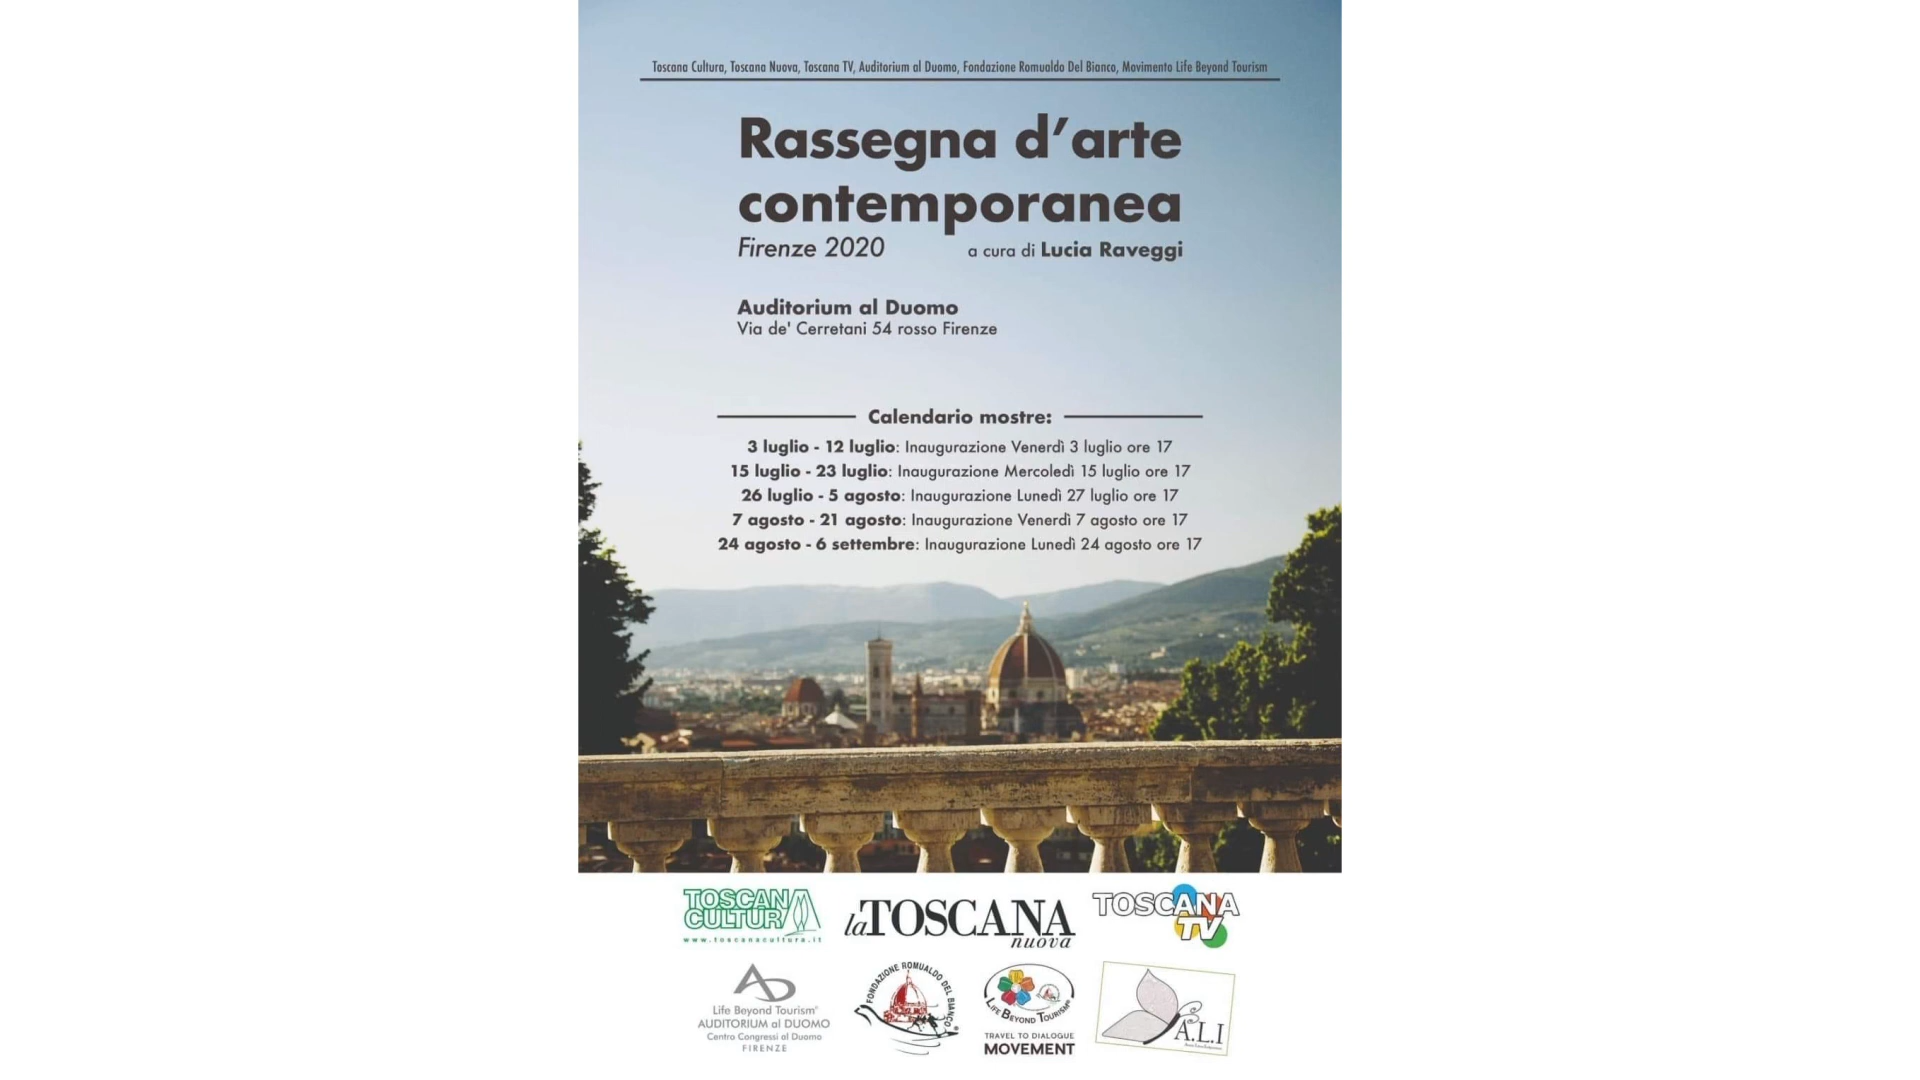 Toscana Cultura, Toscana Nuova, Toscana TV, Auditorium al Duomo, Fondazione Romualdo Del Bianco, Movimento Life Beyond Tourism
Rassegna d'arte
contemporanea
Firenze 2020 a cura di Lucia Raveggi
Auditorium al Duomo
Via de' Cerretani 54 rosso Firenze
Calendario mostre:
3 luglio - 12 luglio: Inaugurazione Venerdì 3 luglio ore 17
15 luglio - 23 luglio: Inaugurazione Mercoledì 15 luglio ore 17
26 luglio - 5 agosto: Inaugurazione Lunedì 27 luglio ore 17
7 agosto - 21 agosto: Inaugurazione Venerdì 7 agosto ore 17
24 agosto - 6 settembre: Inaugurazione Lunedì 24 agosto ore 17
TOSCANA
CULTURA
www.toscanacultura.it
la TOSCANA
nuova
TOSCANA
TV
Life Beyond Tourism®
AUDITORIUM al DUOMO
Centro Congressi al Duomo
FIRENZE
FONDAZIONE ROMUALDO DEL BIANCO®
LIFE BEYOND TOURISM®
TRAVEL TO DIALOGUE
MOVEMENT
A.L.I